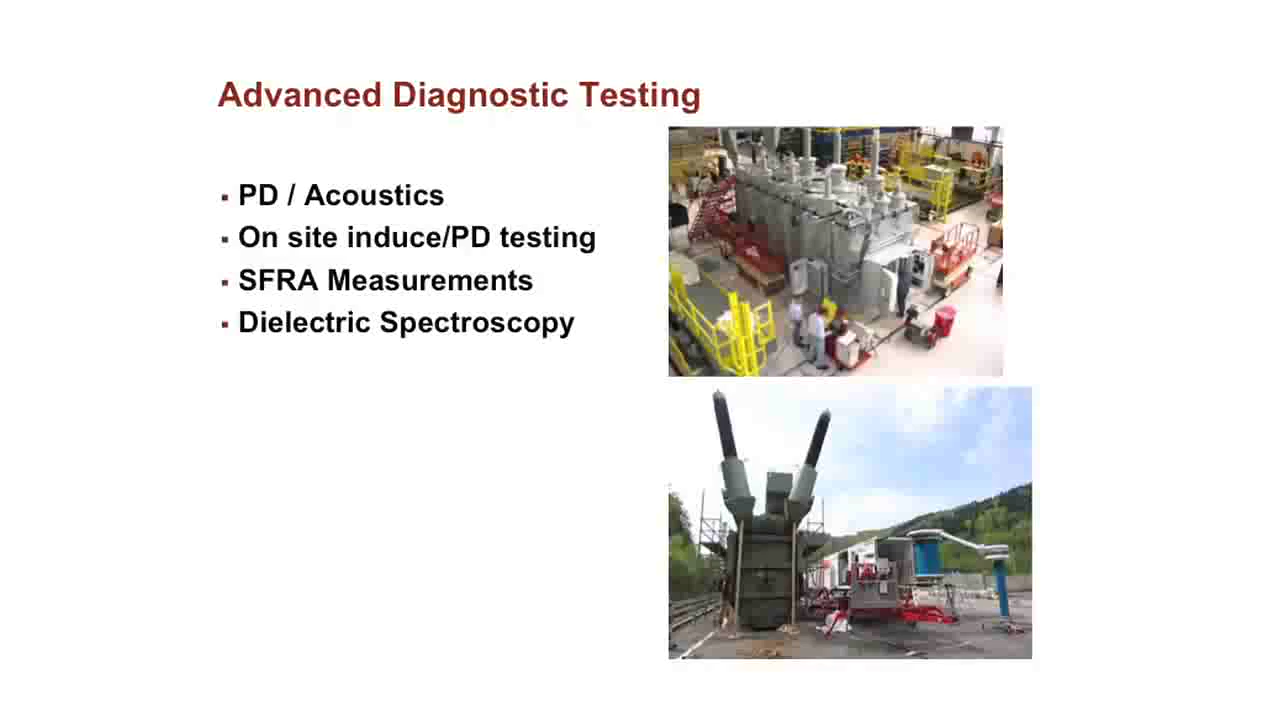 Advanced Diagnostic Testing
▪ PD / Acoustics
▪ On site induce/PD testing
▪ SFRA Measurements
▪ Dielectric Spectroscopy